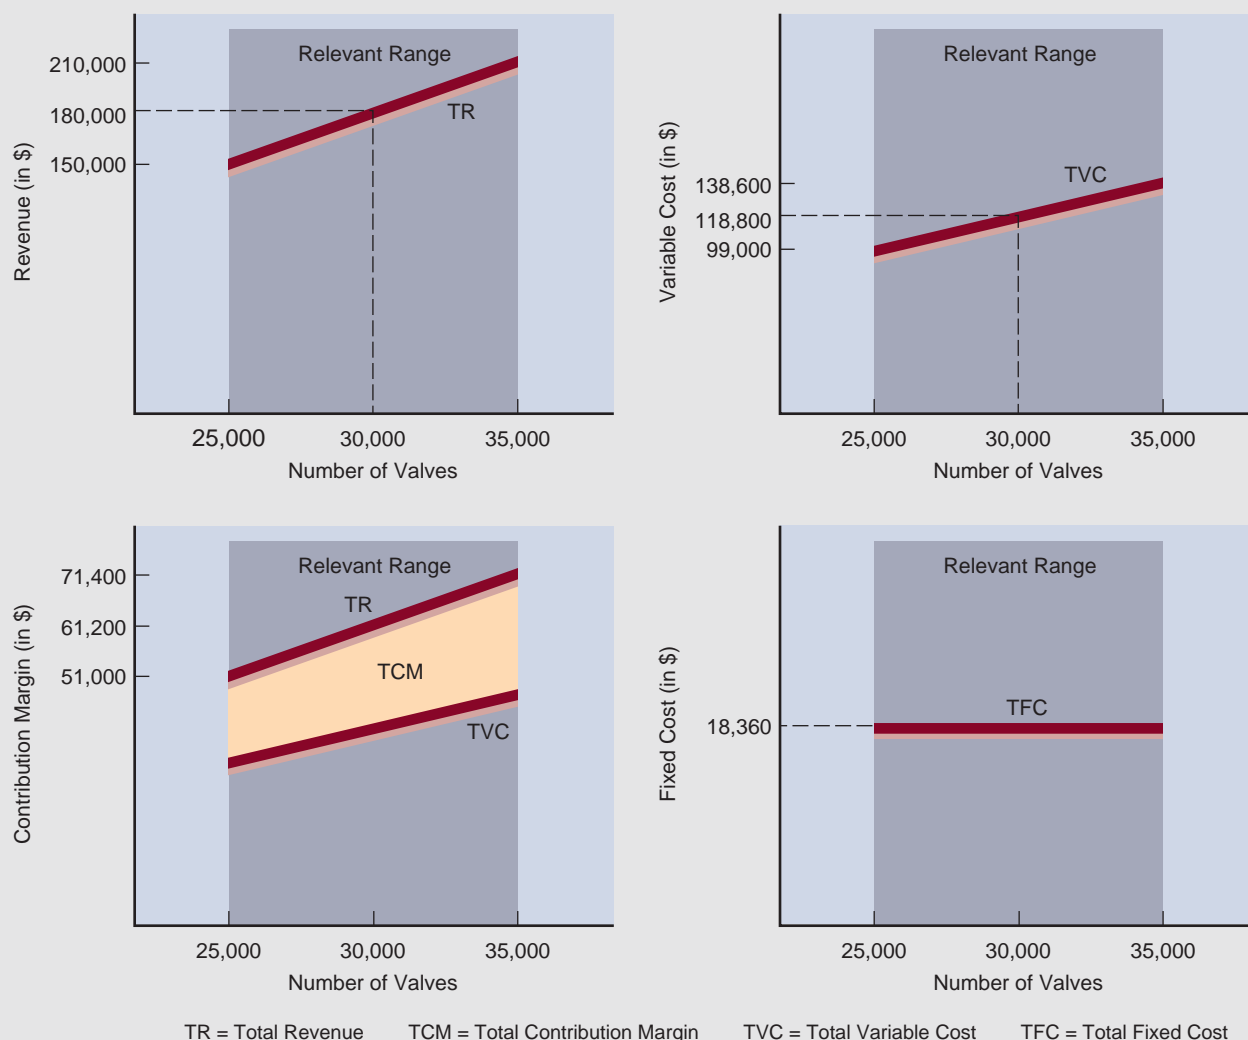 Revenue (in $)
210,000
180,000
150,000
Relevant Range
TR
25,000 30,000 35,000
Number of Valves
Variable Cost (in $)
138,600
118,800
99,000
Relevant Range
TVC
25,000 30,000 35,000
Number of Valves
Contribution Margin (in $)
71,400
61,200
51,000
Relevant Range
TR
TCM
TVC
25,000 30,000 35,000
Number of Valves
Fixed Cost (in $)
18,360
Relevant Range
TFC
25,000 30,000 35,000
Number of Valves
TR = Total Revenue TCM = Total Contribution Margin TVC = Total Variable Cost TFC = Total Fixed Cost